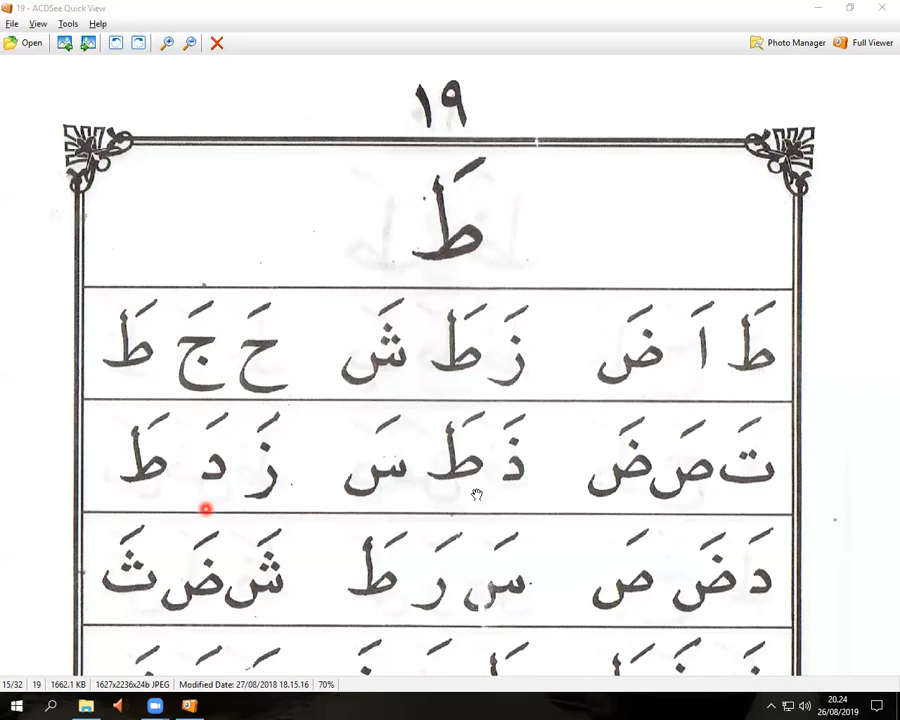 19 - ACDSee Quick View
File View Tools Help
Open Photo Manager Full Viewer
١٩
طَ
طَ اَ ضَ زَ طَ شَ حَ جَ طَ
تَ صَ ضَ ذَ طَ سَ زَ دَ طَ
دَ ضَ صَ سَ رَ طَ شَ ضَ ثَ
15/32 19 1662.1 KB 1627x2236x24b JPEG Modified Date: 27/08/2018 18.15.16 70%
20.24
26/08/2019